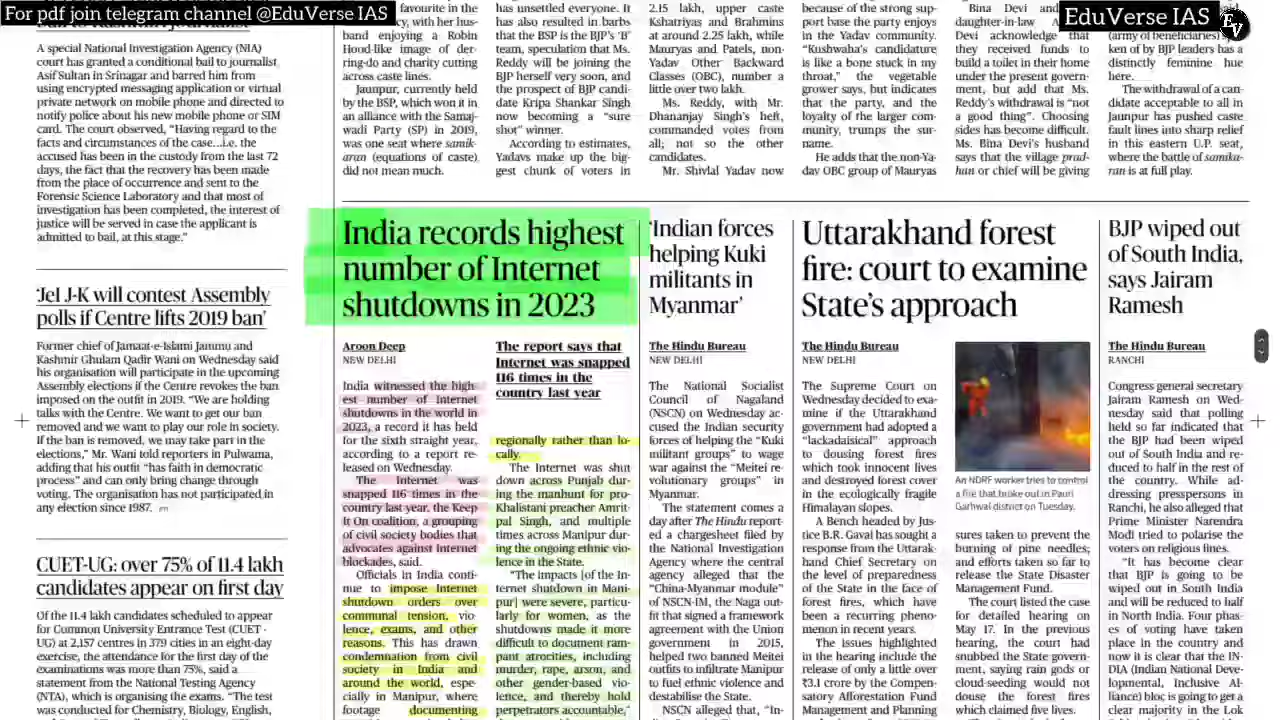 For pdf join telegram channel @EduVerse IAS
EduVerse IAS
A special National Investigation Agency (NIA)
court has granted a conditional bail to journalist
Asif Sultan in Srinagar and barred him from
using encrypted messaging application or virtual
private network on mobile phone and directed to
notify police about his new mobile phone or SIM
card. The court observed, “Having regard to the
facts and circumstances of the case...i.e. the
accused has been in the custody from the last 72
days, the fact that the recovery has been made
from the place of occurrence and sent to the
Forensic Science Laboratory and that most of
investigation has been completed, the interest of
justice will be served in case the applicant is
admitted to bail, at this stage.”
‘JeI J-K will contest Assembly
polls if Centre lifts 2019 ban’
Former chief of Jamaat-e-Islami Jammu and
Kashmir Ghulam Qadir Wani on Wednesday said
his organisation will participate in the upcoming
Assembly elections if the Centre revokes the ban
imposed on the outfit in 2019. “We are holding
talks with the Centre. We want to get our ban
removed and we want to play our role in society.
If the ban is removed, we may take part in the
elections,” Mr. Wani told reporters in Pulwama,
adding that his outfit “has faith in democratic
process” and can only bring change through
voting. The organisation has not participated in
any election since 1987.
CUET-UG: over 75% of 11.4 lakh
candidates appear on first day
Of the 11.4 lakh candidates scheduled to appear
for Common University Entrance Test (CUET -
UG) at 2,157 centres in 379 cities in an eight-day
exercise, the attendance for the first day of the
examinations was more than 75%, said a
statement from the National Testing Agency
(NTA), which is organising the exams. “The test
was conducted for Chemistry, Biology, English,
favourite in the
racy, with her hus-
band enjoying a Robin
Hood-like image of der-
ring-do and charity cutting
across caste lines.
Jaunpur, currently held
by the BSP, which won it in
an alliance with the Samaj-
wadi Party (SP) in 2019,
was one seat where samik-
aran (equations of caste)
did not mean much.
has unsettled everyone. It
has also resulted in barbs
that the BSP is the BJP’s ‘B’
team, speculation that Ms.
Reddy will be joining the
BJP herself very soon, and
the prospect of BJP candi-
date Kripa Shankar Singh
now becoming a “sure
shot” winner.
According to estimates,
Yadavs make up the big-
gest chunk of voters in
2.15 lakh, upper caste
Kshatriyas and Brahmins
at around 2.25 lakh, while
Mauryas and Patels, non-
Yadav Other Backward
Classes (OBC), number a
little over two lakh.
Ms. Reddy, with Mr.
Dhananjay Singh’s heft,
commanded votes from
all; not so the other
candidates.
Mr. Shivlal Yadav now
because of the strong sup-
port base the party enjoys
in the Yadav community.
“Kushwaha’s candidature
is like a bone stuck in my
throat,” the vegetable
grower says, but indicates
that the party, and the
loyalty of the larger com-
munity, trumps the sur-
name.
He adds that the non-Ya-
dav OBC group of Mauryas
Bina Devi and
daughter-in-law
Devi acknowledge that
they received funds to
build a toilet in their home
under the present govern-
ment, but add that Ms.
Reddy’s withdrawal is “not
a good thing”. Choosing
sides has become difficult.
Ms. Bina Devi’s husband
says that the village prad-
han or chief will be giving
(army of beneficiaries)
ken of by BJP leaders has a
distinctly feminine hue
here.
The withdrawal of a can-
didate acceptable to all in
Jaunpur has pushed caste
fault lines into sharp relief
in this eastern U.P. seat,
where the battle of samika-
ran is at full play.
India records highest
number of Internet
shutdowns in 2023
Aroon Deep
NEW DELHI
India witnessed the high-
est number of Internet
shutdowns in the world in
2023, a record it has held
for the sixth straight year,
according to a report re-
leased on Wednesday.
The Internet was
snapped 116 times in the
country last year, the Keep
It On coalition, a grouping
of civil society bodies that
advocates against Internet
blockades, said.
Officials in India conti-
nue to impose Internet
shutdown orders over
communal tension, vio-
lence, exams, and other
reasons. This has drawn
condemnation from civil
society in India and
around the world, espe-
cially in Manipur, where
footage documenting
The report says that
Internet was snapped
116 times in the
country last year
regionally rather than lo-
cally.
The Internet was shut
down across Punjab dur-
ing the manhunt for pro-
Khalistani preacher Amrit-
pal Singh, and multiple
times across Manipur dur-
ing the ongoing ethnic vio-
lence in the State.
“The impacts [of the In-
ternet shutdown in Mani-
pur] were severe, particu-
larly for women, as the
shutdowns made it more
difficult to document ram-
pant atrocities, including
murder, rape, arson, and
other gender-based vio-
lence, and thereby hold
perpetrators accountable,”
‘Indian forces
helping Kuki
militants in
Myanmar’
The Hindu Bureau
NEW DELHI
The National Socialist
Council of Nagaland
(NSCN) on Wednesday ac-
cused the Indian security
forces of helping the “Kuki
militant groups” to wage
war against the “Meitei re-
volutionary groups” in
Myanmar.
The statement comes a
day after The Hindu report-
ed a chargesheet filed by
the National Investigation
Agency where the central
agency alleged that the
“China-Myanmar module”
of NSCN-IM, the Naga out-
fit that signed a framework
agreement with the Union
government in 2015,
helped two banned Meitei
outfits to infiltrate Manipur
to fuel ethnic violence and
destabilise the State.
NSCN alleged that, “In-
Uttarakhand forest
fire: court to examine
State’s approach
The Hindu Bureau
NEW DELHI
The Supreme Court on
Wednesday decided to exa-
mine if the Uttarakhand
government had adopted a
“lackadaisical” approach
to dousing forest fires
which took innocent lives
and destroyed forest cover
in the ecologically fragile
Himalayan slopes.
A Bench headed by Jus-
tice B.R. Gavai has sought a
response from the Uttarak-
hand Chief Secretary on
the level of preparedness
of the State in the face of
forest fires, which have
been a recurring pheno-
menon in recent years.
The issues highlighted
in the hearing include the
release of only a little over
₹3.1 crore by the Compen-
satory Afforestation Fund
Management and Planning
An NDRF worker tries to control
a fire that broke out in Pauri
Garhwal district on Tuesday.
sures taken to prevent the
burning of pine needles;
and efforts taken so far to
release the State Disaster
Management Fund.
The court listed the case
for detailed hearing on
May 17. In the previous
hearing, the court had
snubbed the State govern-
ment, saying rain gods or
cloud-seeding would not
douse the forest fires
which claimed five lives.
BJP wiped out
of South India,
says Jairam
Ramesh
The Hindu Bureau
RANCHI
Congress general secretary
Jairam Ramesh on Wed-
nesday said that polling
held so far indicated that
the BJP had been wiped
out of South India and re-
duced to half in the rest of
the country. While ad-
dressing presspersons in
Ranchi, he also alleged that
Prime Minister Narendra
Modi tried to polarise the
voters on religious lines.
“It has become clear
that BJP is going to be
wiped out in South India
and will be reduced to half
in North India. Four phas-
es of voting have taken
place in the country and
now it is clear that the IN-
DIA (Indian National Deve-
lopmental, Inclusive Al-
liance) bloc is going to get a
clear majority in the Lok